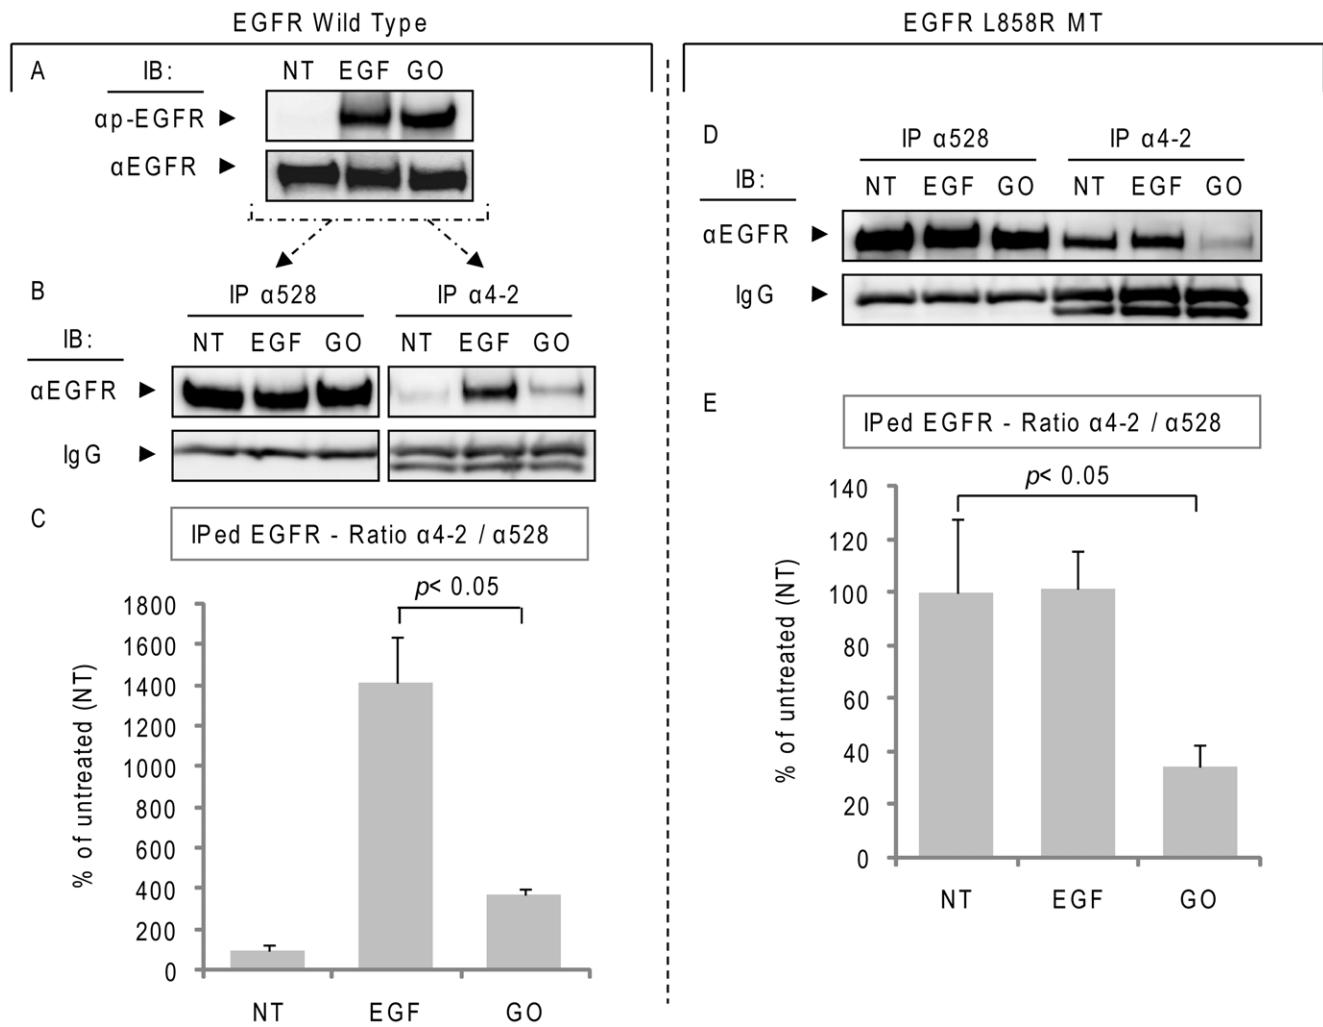 EGFR Wild Type
A
IB:
NT EGF GO
αp-EGFR
αEGFR
B
IP α528
IP α4-2
IB:
NT EGF GO
NT EGF GO
αEGFR
IgG
C
IPed EGFR - Ratio α4-2 / α528
p< 0.05
% of untreated (NT)
1800
1600
1400
1200
1000
800
600
400
200
0
NT EGF GO
EGFR L858R MT
D
IP α528
IP α4-2
IB:
NT EGF GO
NT EGF GO
αEGFR
IgG
E
IPed EGFR - Ratio α4-2 / α528
p< 0.05
% of untreated (NT)
140
120
100
80
60
40
20
0
NT EGF GO